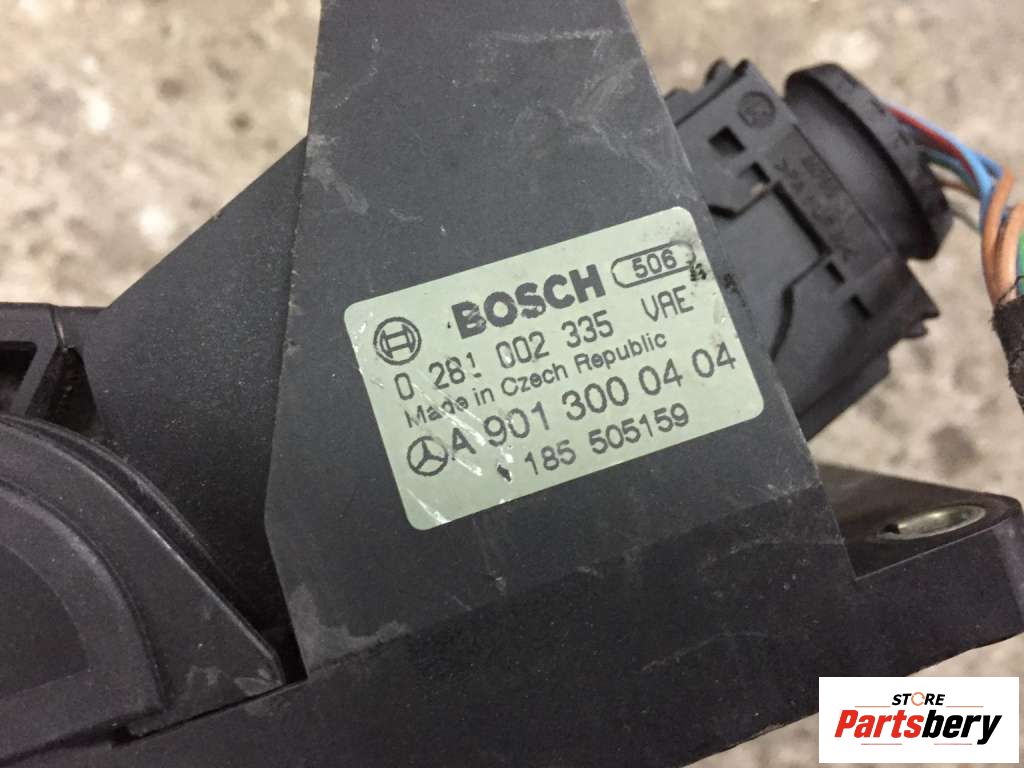 BOSCH 506
0 281 002 335 VAE
Made in Czech Republic
A 901 300 04 04
185 505159
STORE
Partsbery